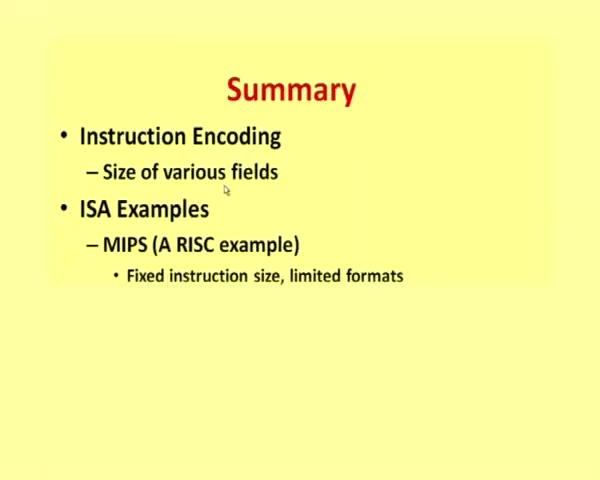 Summary
• Instruction Encoding
– Size of various fields
• ISA Examples
– MIPS (A RISC example)
• Fixed instruction size, limited formats